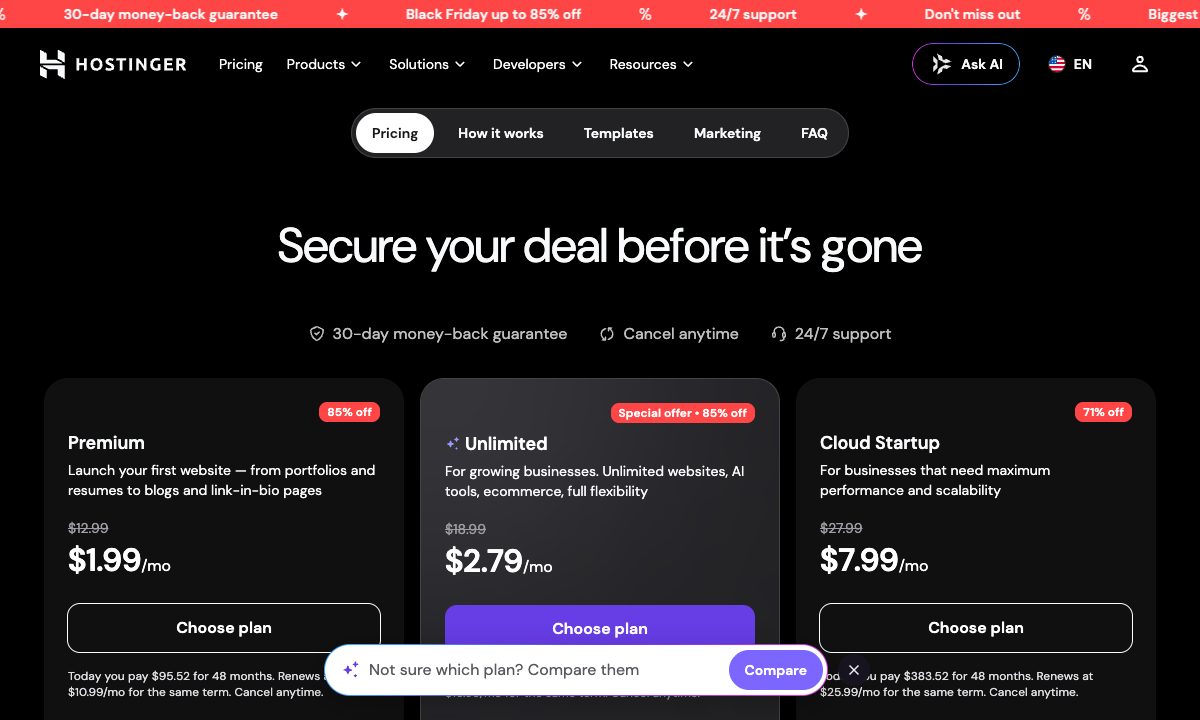 %
30-day money-back guarantee
Black Friday up to 85% off
%
24/7 support
Don't miss out
%
Biggest
HOSTINGER
Pricing
Products
Solutions
Developers
Resources
Ask AI
EN
Pricing
How it works
Templates
Marketing
FAQ
Secure your deal before it's gone
30-day money-back guarantee
Cancel anytime
24/7 support
85% off
Premium
Launch your first website — from portfolios and
resumes to blogs and link-in-bio pages
$12.99
$1.99/mo
Choose plan
Today you pay $95.52 for 48 months. Renews
$10.99/mo for the same term. Cancel anytime.
Special offer • 85% off
Unlimited
For growing businesses. Unlimited websites, AI
tools, ecommerce, full flexibility
$18.99
$2.79/mo
Choose plan
71% off
Cloud Startup
For businesses that need maximum
performance and scalability
$27.99
$7.99/mo
Choose plan
pay $383.52 for 48 months. Renews at
$25.99/mo for the same term. Cancel anytime.
Not sure which plan? Compare them
Compare